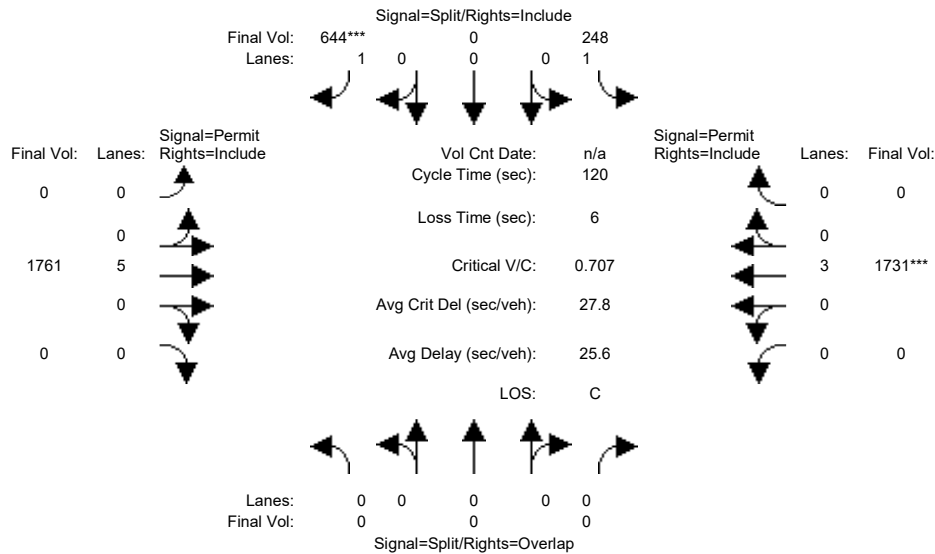 Signal=Split/Rights=Include
Final Vol: 644*** 0 248
Lanes: 1 0 0 0 1
Signal=Permit
Final Vol: Lanes: Rights=Include
Vol Cnt Date: n/a
Signal=Permit
Rights=Include Lanes: Final Vol:
Cycle Time (sec): 120
0 0
0 0
Loss Time (sec): 6
0
0
1761 5
Critical V/C: 0.707
3 1731***
0
Avg Crit Del (sec/veh): 27.8
0
0 0
Avg Delay (sec/veh): 25.6
0 0
LOS: C
Lanes: 0 0 0 0 0
Final Vol: 0 0 0
Signal=Split/Rights=Overlap